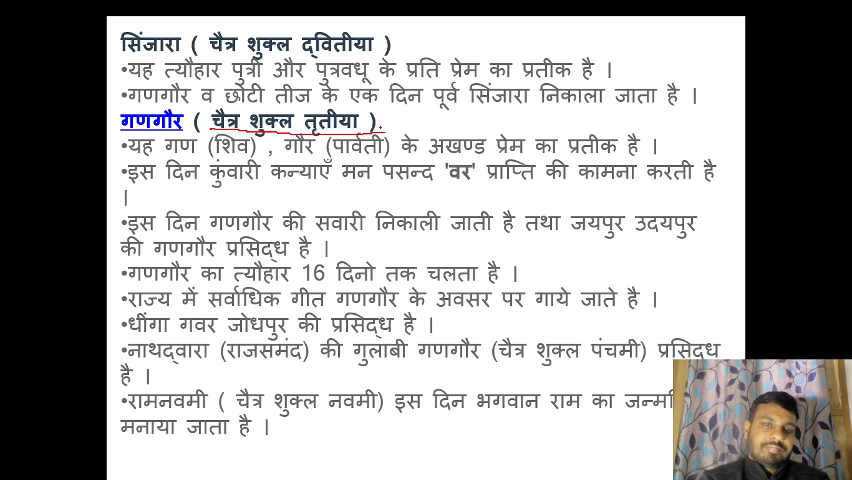 सिंजारा ( चैत्र शुक्ल द्वितीया )
•यह त्यौहार पुत्री और पुत्रवधू के प्रति प्रेम का प्रतीक है ।
•गणगौर व छोटी तीज के एक दिन पूर्व सिंजारा निकाला जाता है ।
गणगौर ( चैत्र शुक्ल तृतीया ).
•यह गण (शिव) , गौर (पार्वती) के अखण्ड प्रेम का प्रतीक है ।
•इस दिन कुंवारी कन्याएँ मन पसन्द 'वर' प्राप्ति की कामना करती है
।
•इस दिन गणगौर की सवारी निकाली जाती है तथा जयपुर उदयपुर
की गणगौर प्रसिद्ध है ।
•गणगौर का त्यौहार 16 दिनो तक चलता है ।
•राज्य में सर्वाधिक गीत गणगौर के अवसर पर गाये जाते है ।
•धींगा गवर जोधपुर की प्रसिद्ध है ।
•नाथद्वारा (राजसमंद) की गुलाबी गणगौर (चैत्र शुक्ल पंचमी) प्रसिद्ध
है ।
•रामनवमी ( चैत्र शुक्ल नवमी) इस दिन भगवान राम का
मनाया जाता है ।